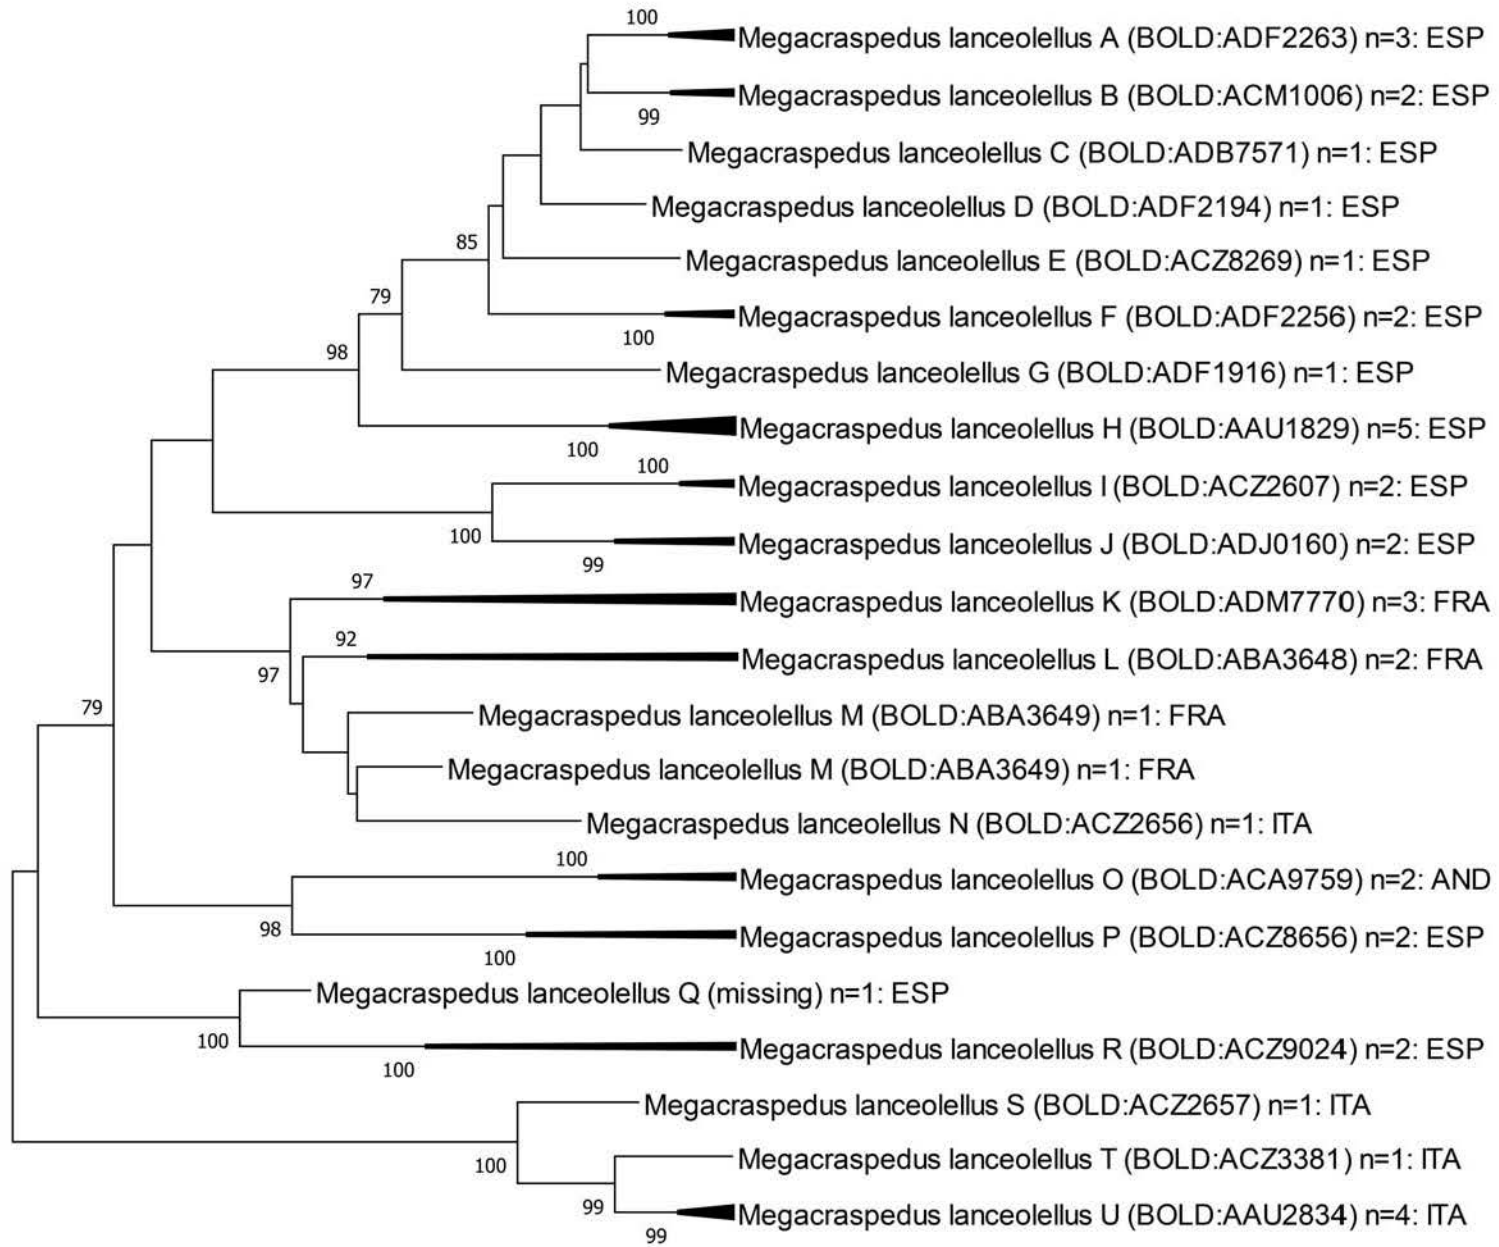 100
Megacraspedus lanceolellus A (BOLD:ADF2263) n=3: ESP
Megacraspedus lanceolellus B (BOLD:ACM1006) n=2: ESP
99
Megacraspedus lanceolellus C (BOLD:ADB7571) n=1: ESP
Megacraspedus lanceolellus D (BOLD:ADF2194) n=1: ESP
85
Megacraspedus lanceolellus E (BOLD:ACZ8269) n=1: ESP
79
Megacraspedus lanceolellus F (BOLD:ADF2256) n=2: ESP
100
98
Megacraspedus lanceolellus G (BOLD:ADF1916) n=1: ESP
Megacraspedus lanceolellus H (BOLD:AAU1829) n=5: ESP
100
100
Megacraspedus lanceolellus I (BOLD:ACZ2607) n=2: ESP
100
Megacraspedus lanceolellus J (BOLD:ADJ0160) n=2: ESP
99
97
Megacraspedus lanceolellus K (BOLD:ADM7770) n=3: FRA
92
Megacraspedus lanceolellus L (BOLD:ABA3648) n=2: FRA
97
79
Megacraspedus lanceolellus M (BOLD:ABA3649) n=1: FRA
Megacraspedus lanceolellus M (BOLD:ABA3649) n=1: FRA
Megacraspedus lanceolellus N (BOLD:ACZ2656) n=1: ITA
100
Megacraspedus lanceolellus O (BOLD:ACA9759) n=2: AND
98
Megacraspedus lanceolellus P (BOLD:ACZ8656) n=2: ESP
100
Megacraspedus lanceolellus Q (missing) n=1: ESP
100
Megacraspedus lanceolellus R (BOLD:ACZ9024) n=2: ESP
100
Megacraspedus lanceolellus S (BOLD:ACZ2657) n=1: ITA
100
Megacraspedus lanceolellus T (BOLD:ACZ3381) n=1: ITA
99
Megacraspedus lanceolellus U (BOLD:AAU2834) n=4: ITA
99